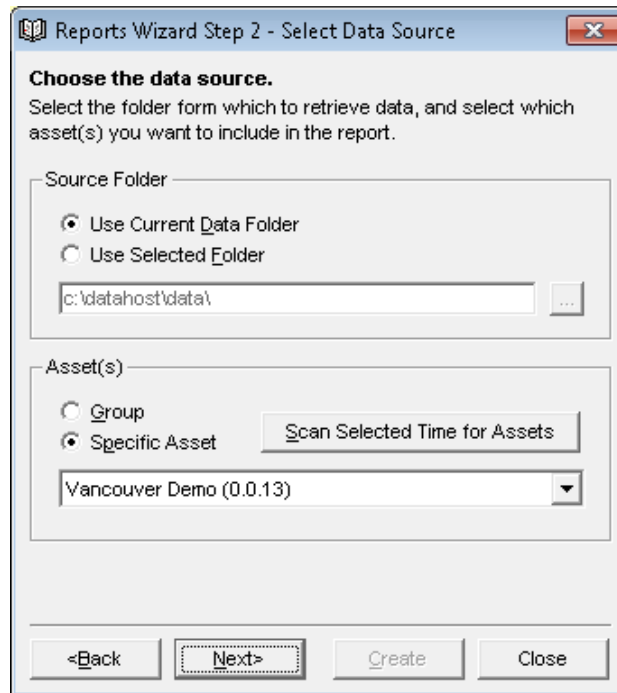 Reports Wizard Step 2 - Select Data Source
Choose the data source.
Select the folder form which to retrieve data, and select which
asset(s) you want to include in the report.
Source Folder
Use Current Data Folder
Use Selected Folder
c:\datahost\data\ ...
Asset(s)
Group
Scan Selected Time for Assets
Specific Asset
Vancouver Demo (0.0.13)
<Back Next> Create Close